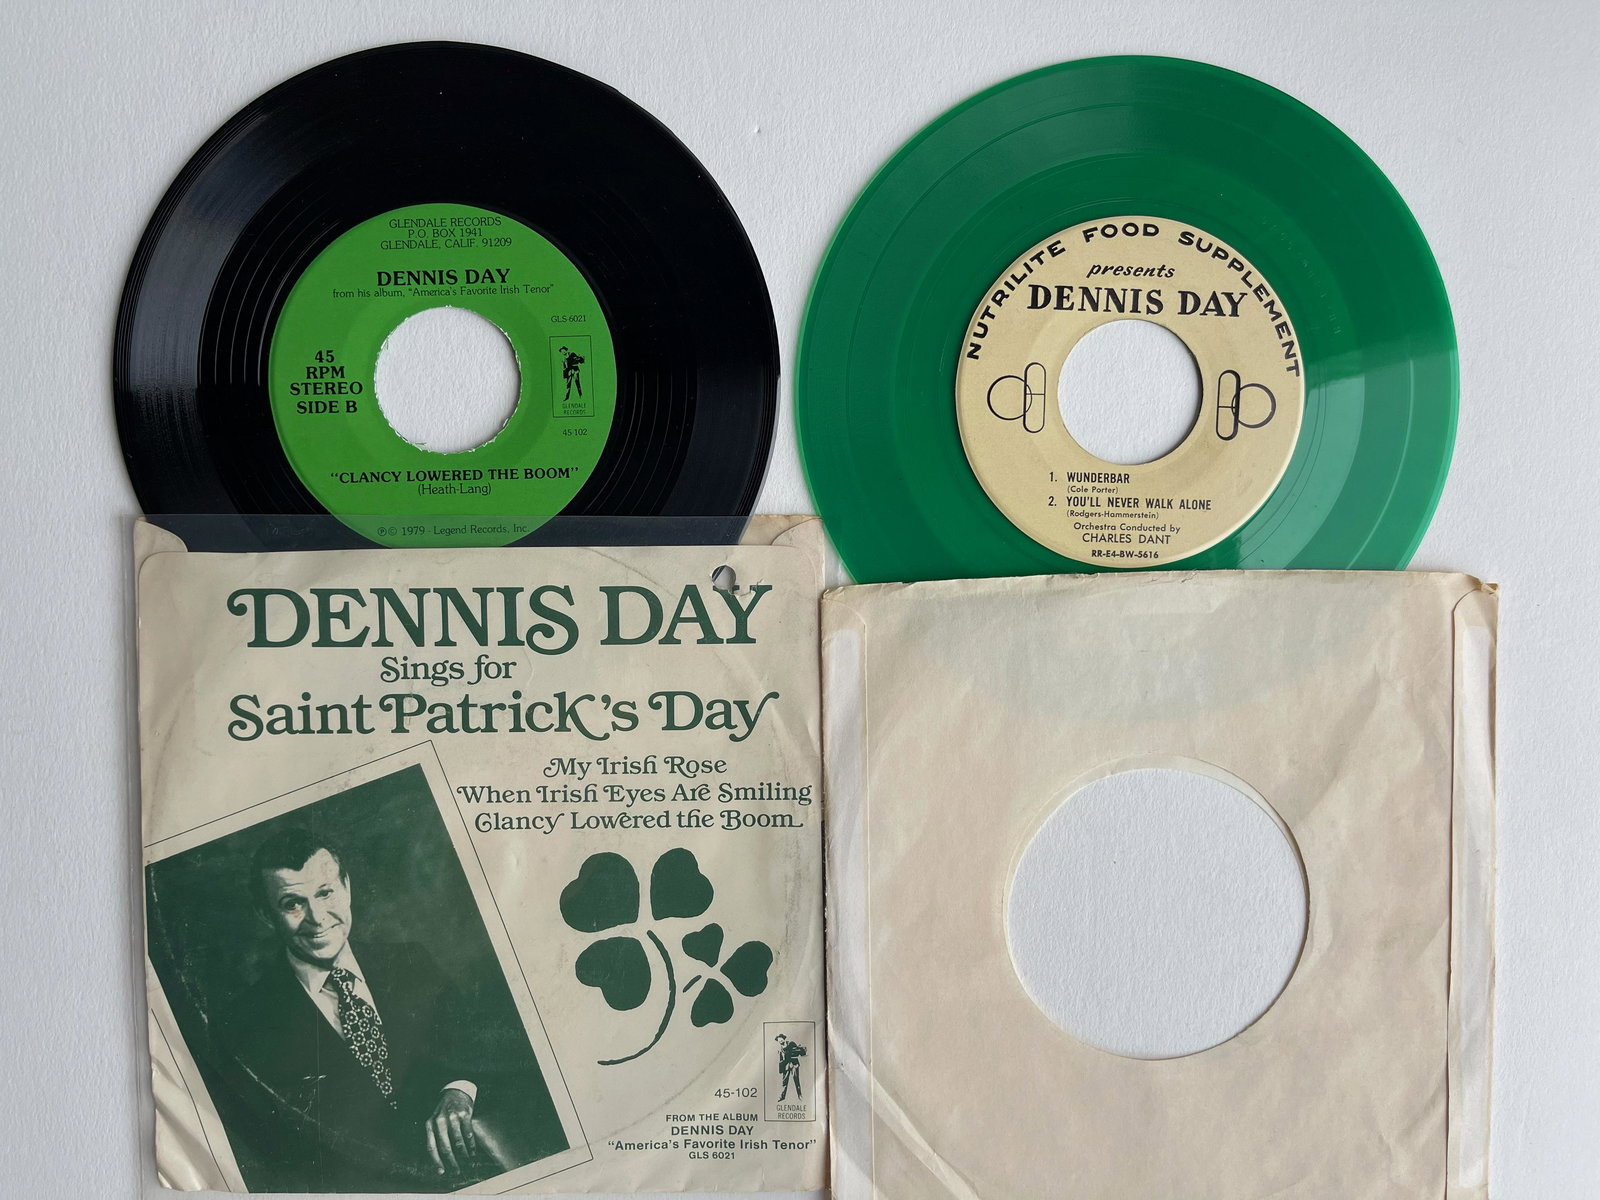 GLENDALE RECORDS
P.O. BOX 1941
GLENDALE, CALIF. 91209
DENNIS DAY
from his album, "America's Favorite Irish Tenor"
GLS 6021
45
RPM
STEREO
SIDE B
GLENDALE
RECORDS
45-102
"CLANCY LOWERED THE BOOM"
(Heath-Lang)
℗© 1979 - Legend Records, Inc.
NUTRILITE FOOD SUPPLEMENT
presents
DENNIS DAY
1. WUNDERBAR
(Cole Porter)
2. YOU'LL NEVER WALK ALONE
(Rodgers-Hammerstein)
Orchestra Conducted by
CHARLES DANT
RR-E4-BW-5616
DENNIS DAY
Sings for
Saint Patrick's Day
My Irish Rose
When Irish Eyes Are Smiling
Clancy Lowered the Boom
45-102
GLENDALE
RECORDS
FROM THE ALBUM
DENNIS DAY
"America's Favorite Irish Tenor"
GLS 6021